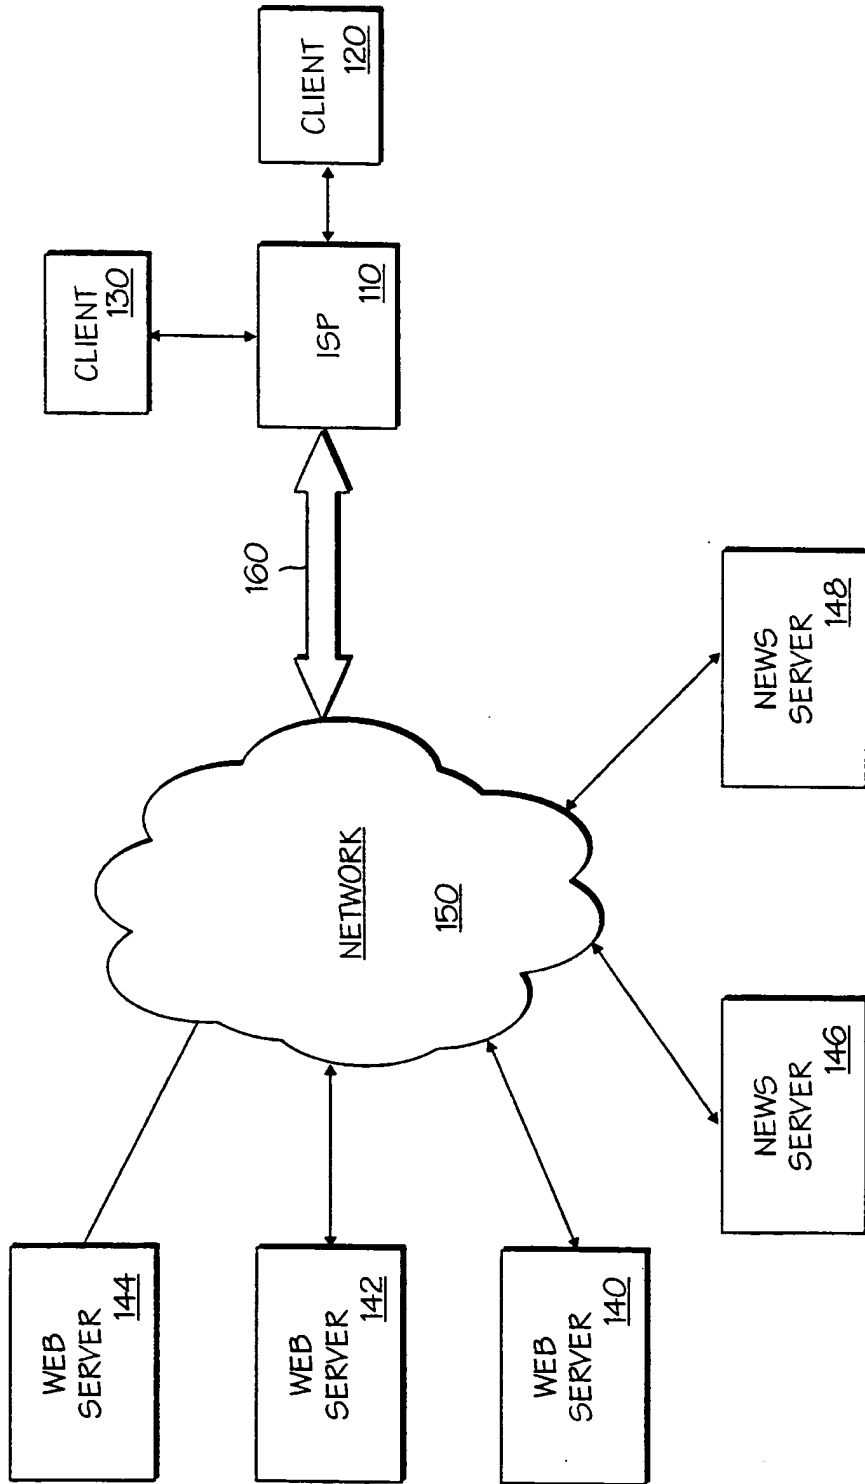 WEB
SERVER
144
WEB
SERVER
142
WEB
SERVER
140
NETWORK
150
160
CLIENT
130
ISP
110
CLIENT
120
NEWS
SERVER
146
NEWS
SERVER
148